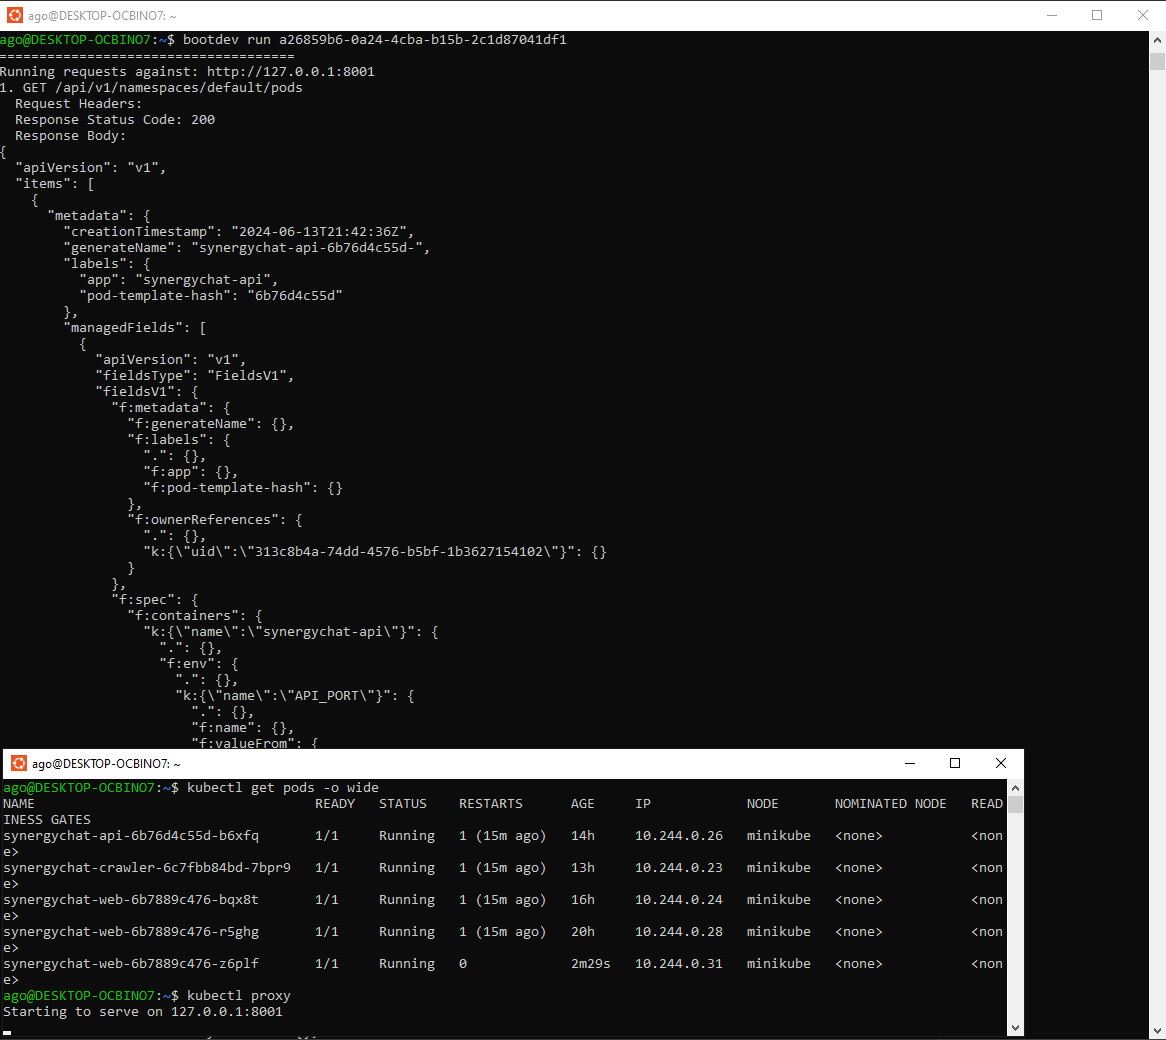 ago@DESKTOP-OCBINO7: ~
ago@DESKTOP-OCBINO7:~$ bootdev run a26859b6-0a24-4cba-b15b-2c1d87041df1
=====================================
Running requests against: http://127.0.0.1:8001
1. GET /api/v1/namespaces/default/pods
  Request Headers:
  Response Status Code: 200
  Response Body:
{
  "apiVersion": "v1",
  "items": [
    {
      "metadata": {
        "creationTimestamp": "2024-06-13T21:42:36Z",
        "generateName": "synergychat-api-6b76d4c55d-",
        "labels": {
          "app": "synergychat-api",
          "pod-template-hash": "6b76d4c55d"
        },
        "managedFields": [
          {
            "apiVersion": "v1",
            "fieldsType": "FieldsV1",
            "fieldsV1": {
              "f:metadata": {
                "f:generateName": {},
                "f:labels": {
                  ".": {},
                  "f:app": {},
                  "f:pod-template-hash": {}
                },
                "f:ownerReferences": {
                  ".": {},
                  "k:{\"uid\":\"313c8b4a-74dd-4576-b5bf-1b3627154102\"}": {}
                }
              },
              "f:spec": {
                "f:containers": {
                  "k:{\"name\":\"synergychat-api\"}": {
                    ".": {},
                    "f:env": {
                      ".": {},
                      "k:{\"name\":\"API_PORT\"}": {
                        ".": {},
                        "f:name": {},
                        "f:valueFrom": {
ago@DESKTOP-OCBINO7: ~
ago@DESKTOP-OCBINO7:~$ kubectl get pods -o wide
NAME                                   READY   STATUS    RESTARTS      AGE     IP            NODE       NOMINATED NODE   READ
INESS GATES
synergychat-api-6b76d4c55d-b6xfq       1/1     Running   1 (15m ago)   14h     10.244.0.26   minikube   <none>           <non
e>
synergychat-crawler-6c7fbb84bd-7bpr9   1/1     Running   1 (15m ago)   13h     10.244.0.23   minikube   <none>           <non
e>
synergychat-web-6b7889c476-bqx8t       1/1     Running   1 (15m ago)   16h     10.244.0.24   minikube   <none>           <non
e>
synergychat-web-6b7889c476-r5ghg       1/1     Running   1 (15m ago)   20h     10.244.0.28   minikube   <none>           <non
e>
synergychat-web-6b7889c476-z6plf       1/1     Running   0             2m29s   10.244.0.31   minikube   <none>           <non
e>
ago@DESKTOP-OCBINO7:~$ kubectl proxy
Starting to serve on 127.0.0.1:8001